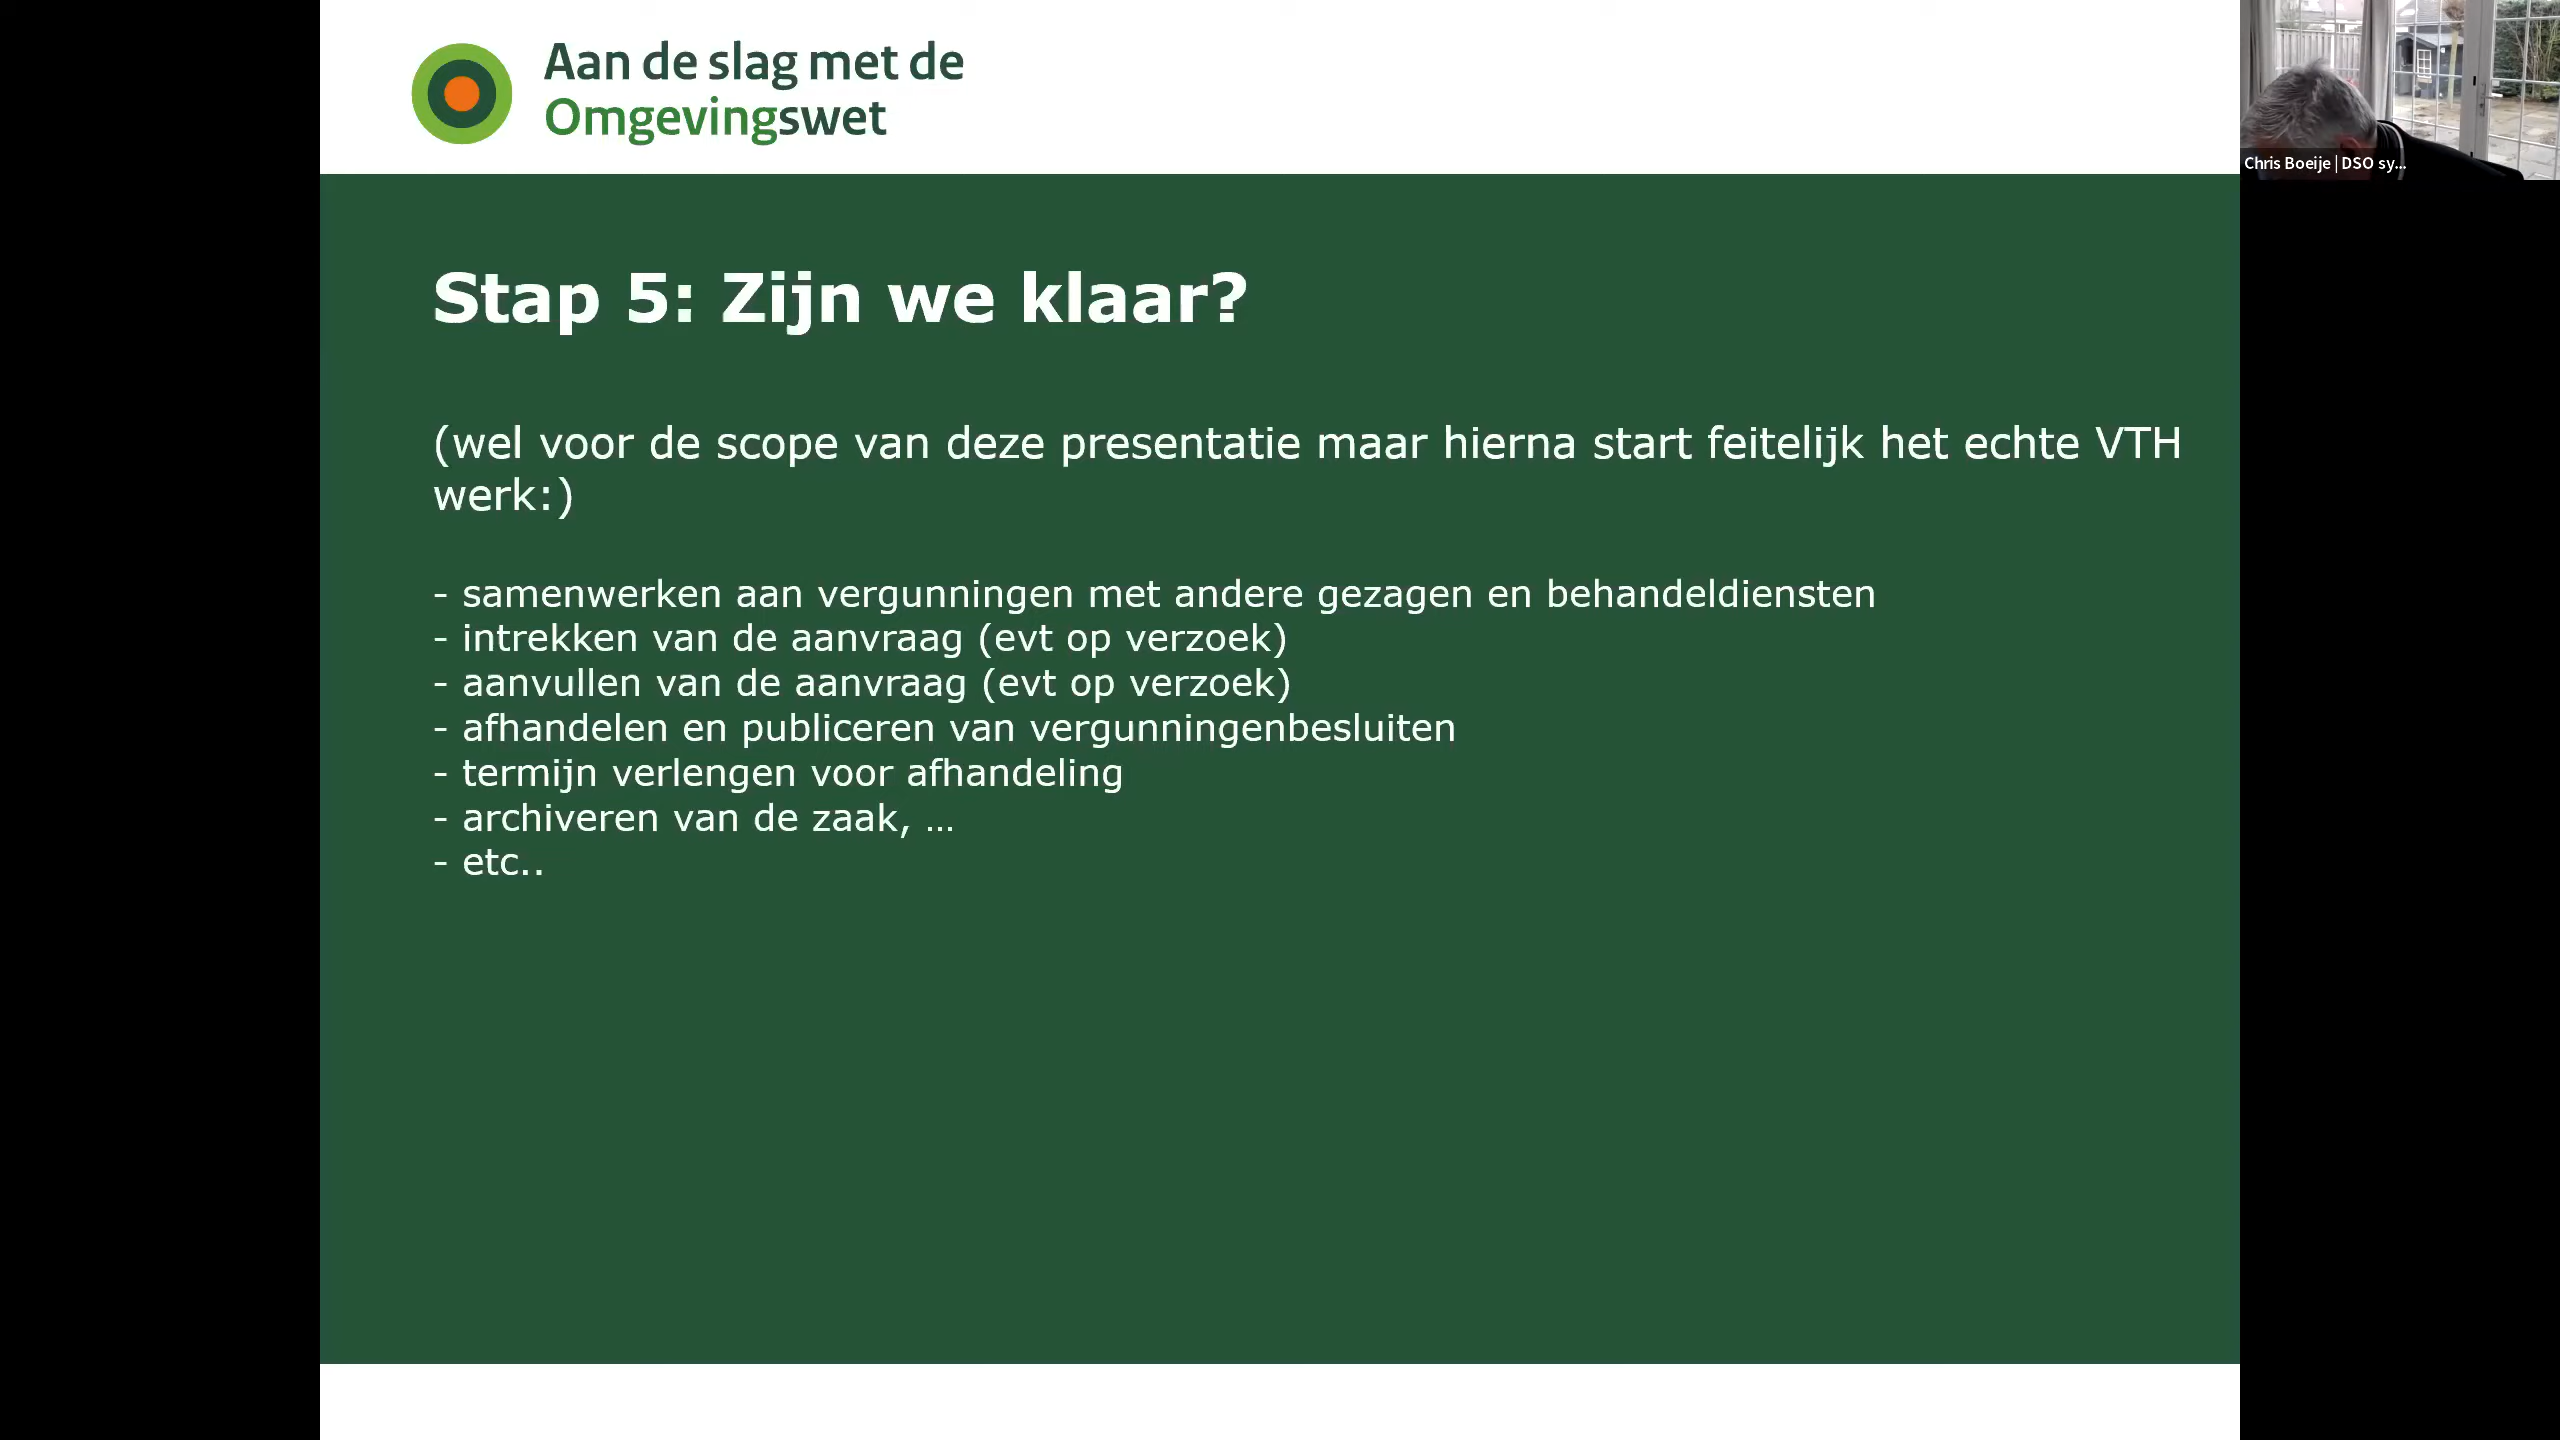 Aan de slag met de
Omgevingswet
Chris Boeije | DSO sy...
Stap 5: Zijn we klaar?
(wel voor de scope van deze presentatie maar hierna start feitelijk het echte VTH
werk:)
- samenwerken aan vergunningen met andere gezagen en behandeldiensten
- intrekken van de aanvraag (evt op verzoek)
- aanvullen van de aanvraag (evt op verzoek)
- afhandelen en publiceren van vergunningenbesluiten
- termijn verlengen voor afhandeling
- archiveren van de zaak, …
- etc..